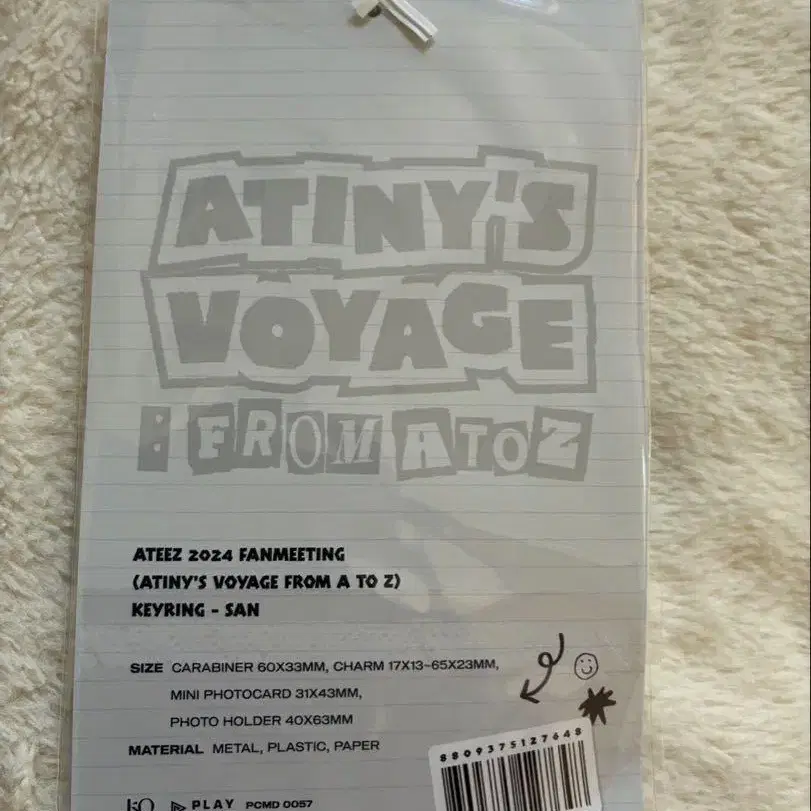 ATINY'S
VOYAGE
: FROM A TO Z
ATEEZ 2024 FANMEETING
(ATINY'S VOYAGE FROM A TO Z)
KEYRING - SAN
SIZE CARABINER 60X33MM, CHARM 17X13~65X23MM,
MINI PHOTOCARD 31X43MM,
PHOTO HOLDER 40X63MM
MATERIAL METAL, PLASTIC, PAPER
8809375127648
KQ PLAY PCMD 0057